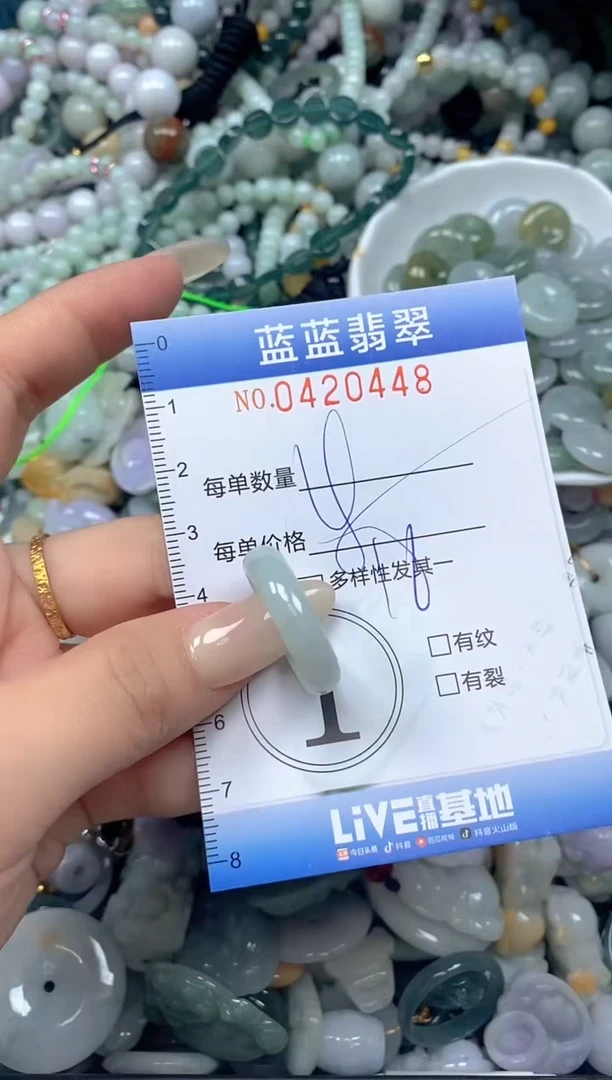 蓝蓝翡翠
NO.0420448
每单数量
每单价格
多样性发某一
1
□有纹
□有裂
LiVE直播基地
今日头条 抖音 西瓜视频 抖音火山版
0
1
2
3
4
6
7
8